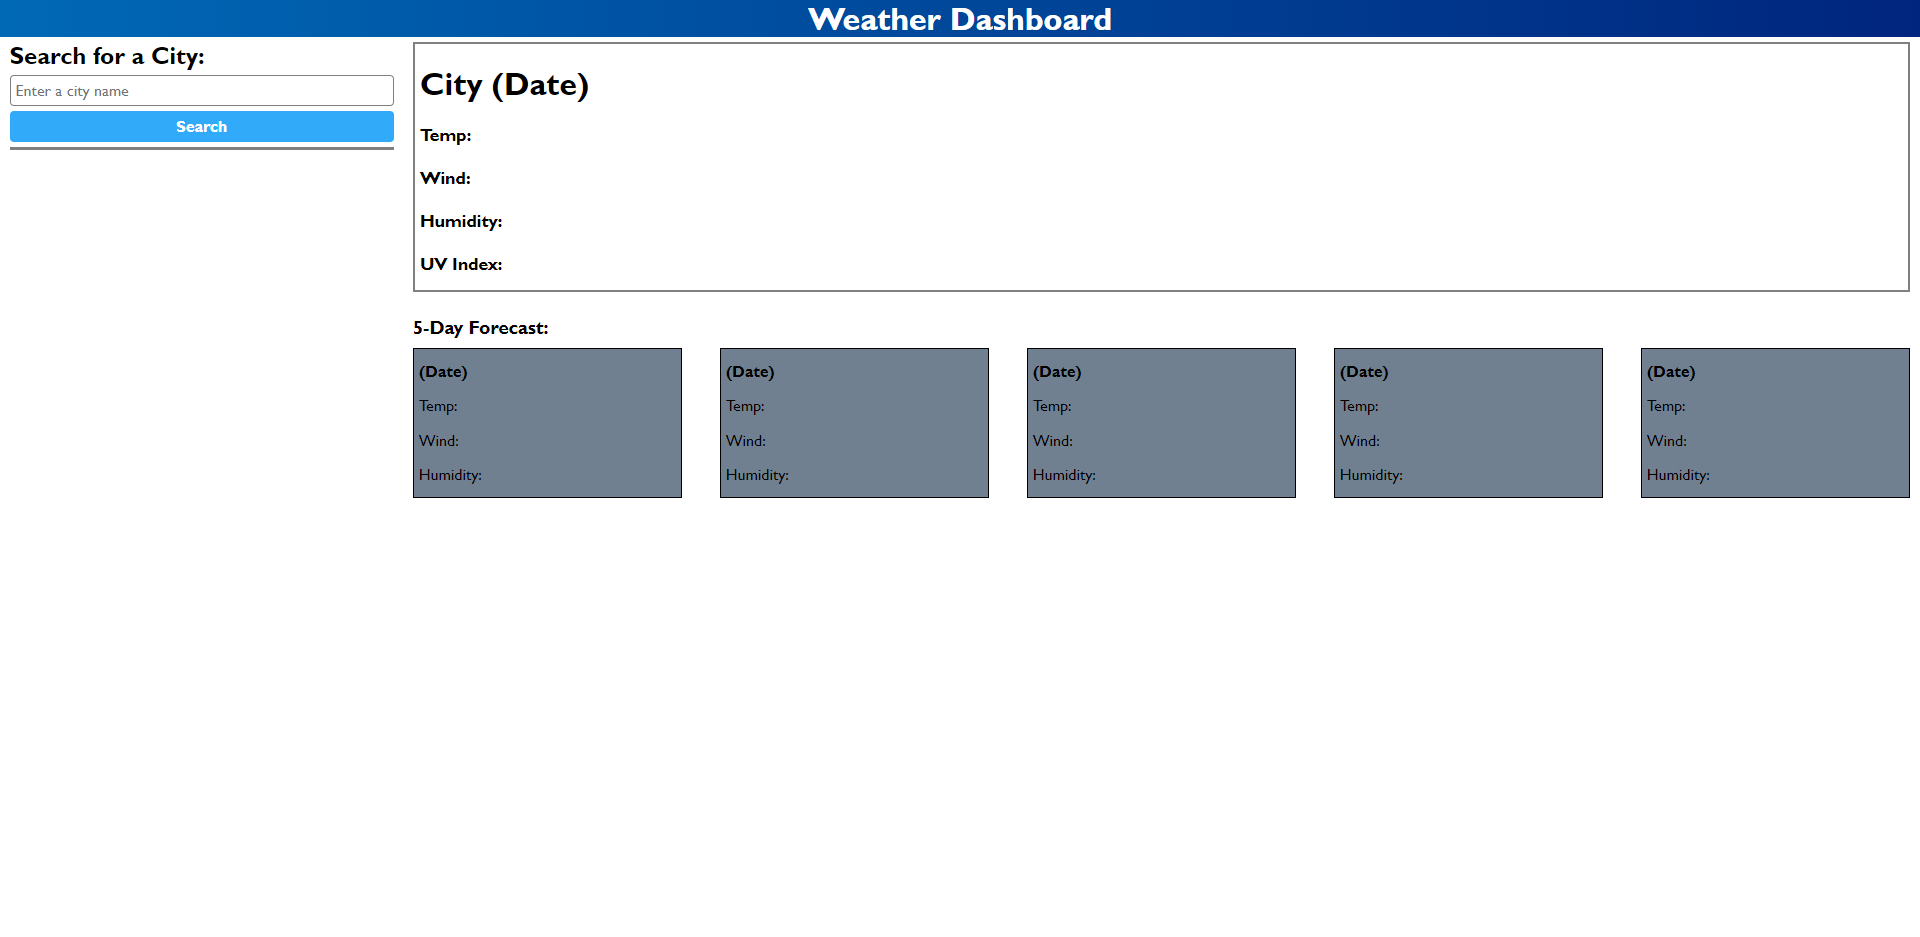 Weather Dashboard
Search for a City:
Enter a city name
Search
City (Date)
Temp:
Wind:
Humidity:
UV Index:
5-Day Forecast:
(Date)
Temp:
Wind:
Humidity:
(Date)
Temp:
Wind:
Humidity:
(Date)
Temp:
Wind:
Humidity:
(Date)
Temp:
Wind:
Humidity:
(Date)
Temp:
Wind:
Humidity: